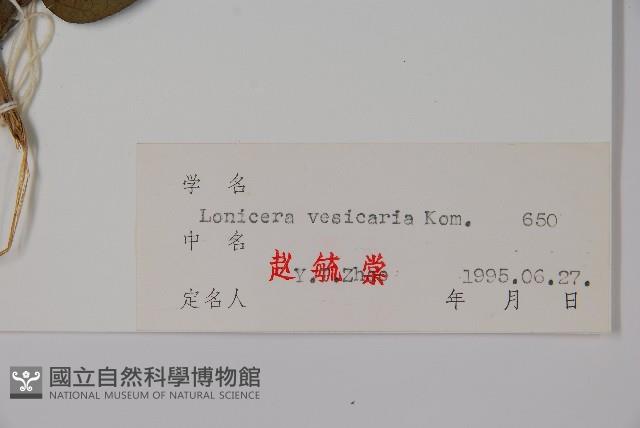 学 名
Lonicera vesicaria Kom. 650
中 名
赵毓棠
Y. Zhao 1995.06.27.
定名人 年 月 日
國立自然科學博物館
NATIONAL MUSEUM OF NATURAL SCIENCE